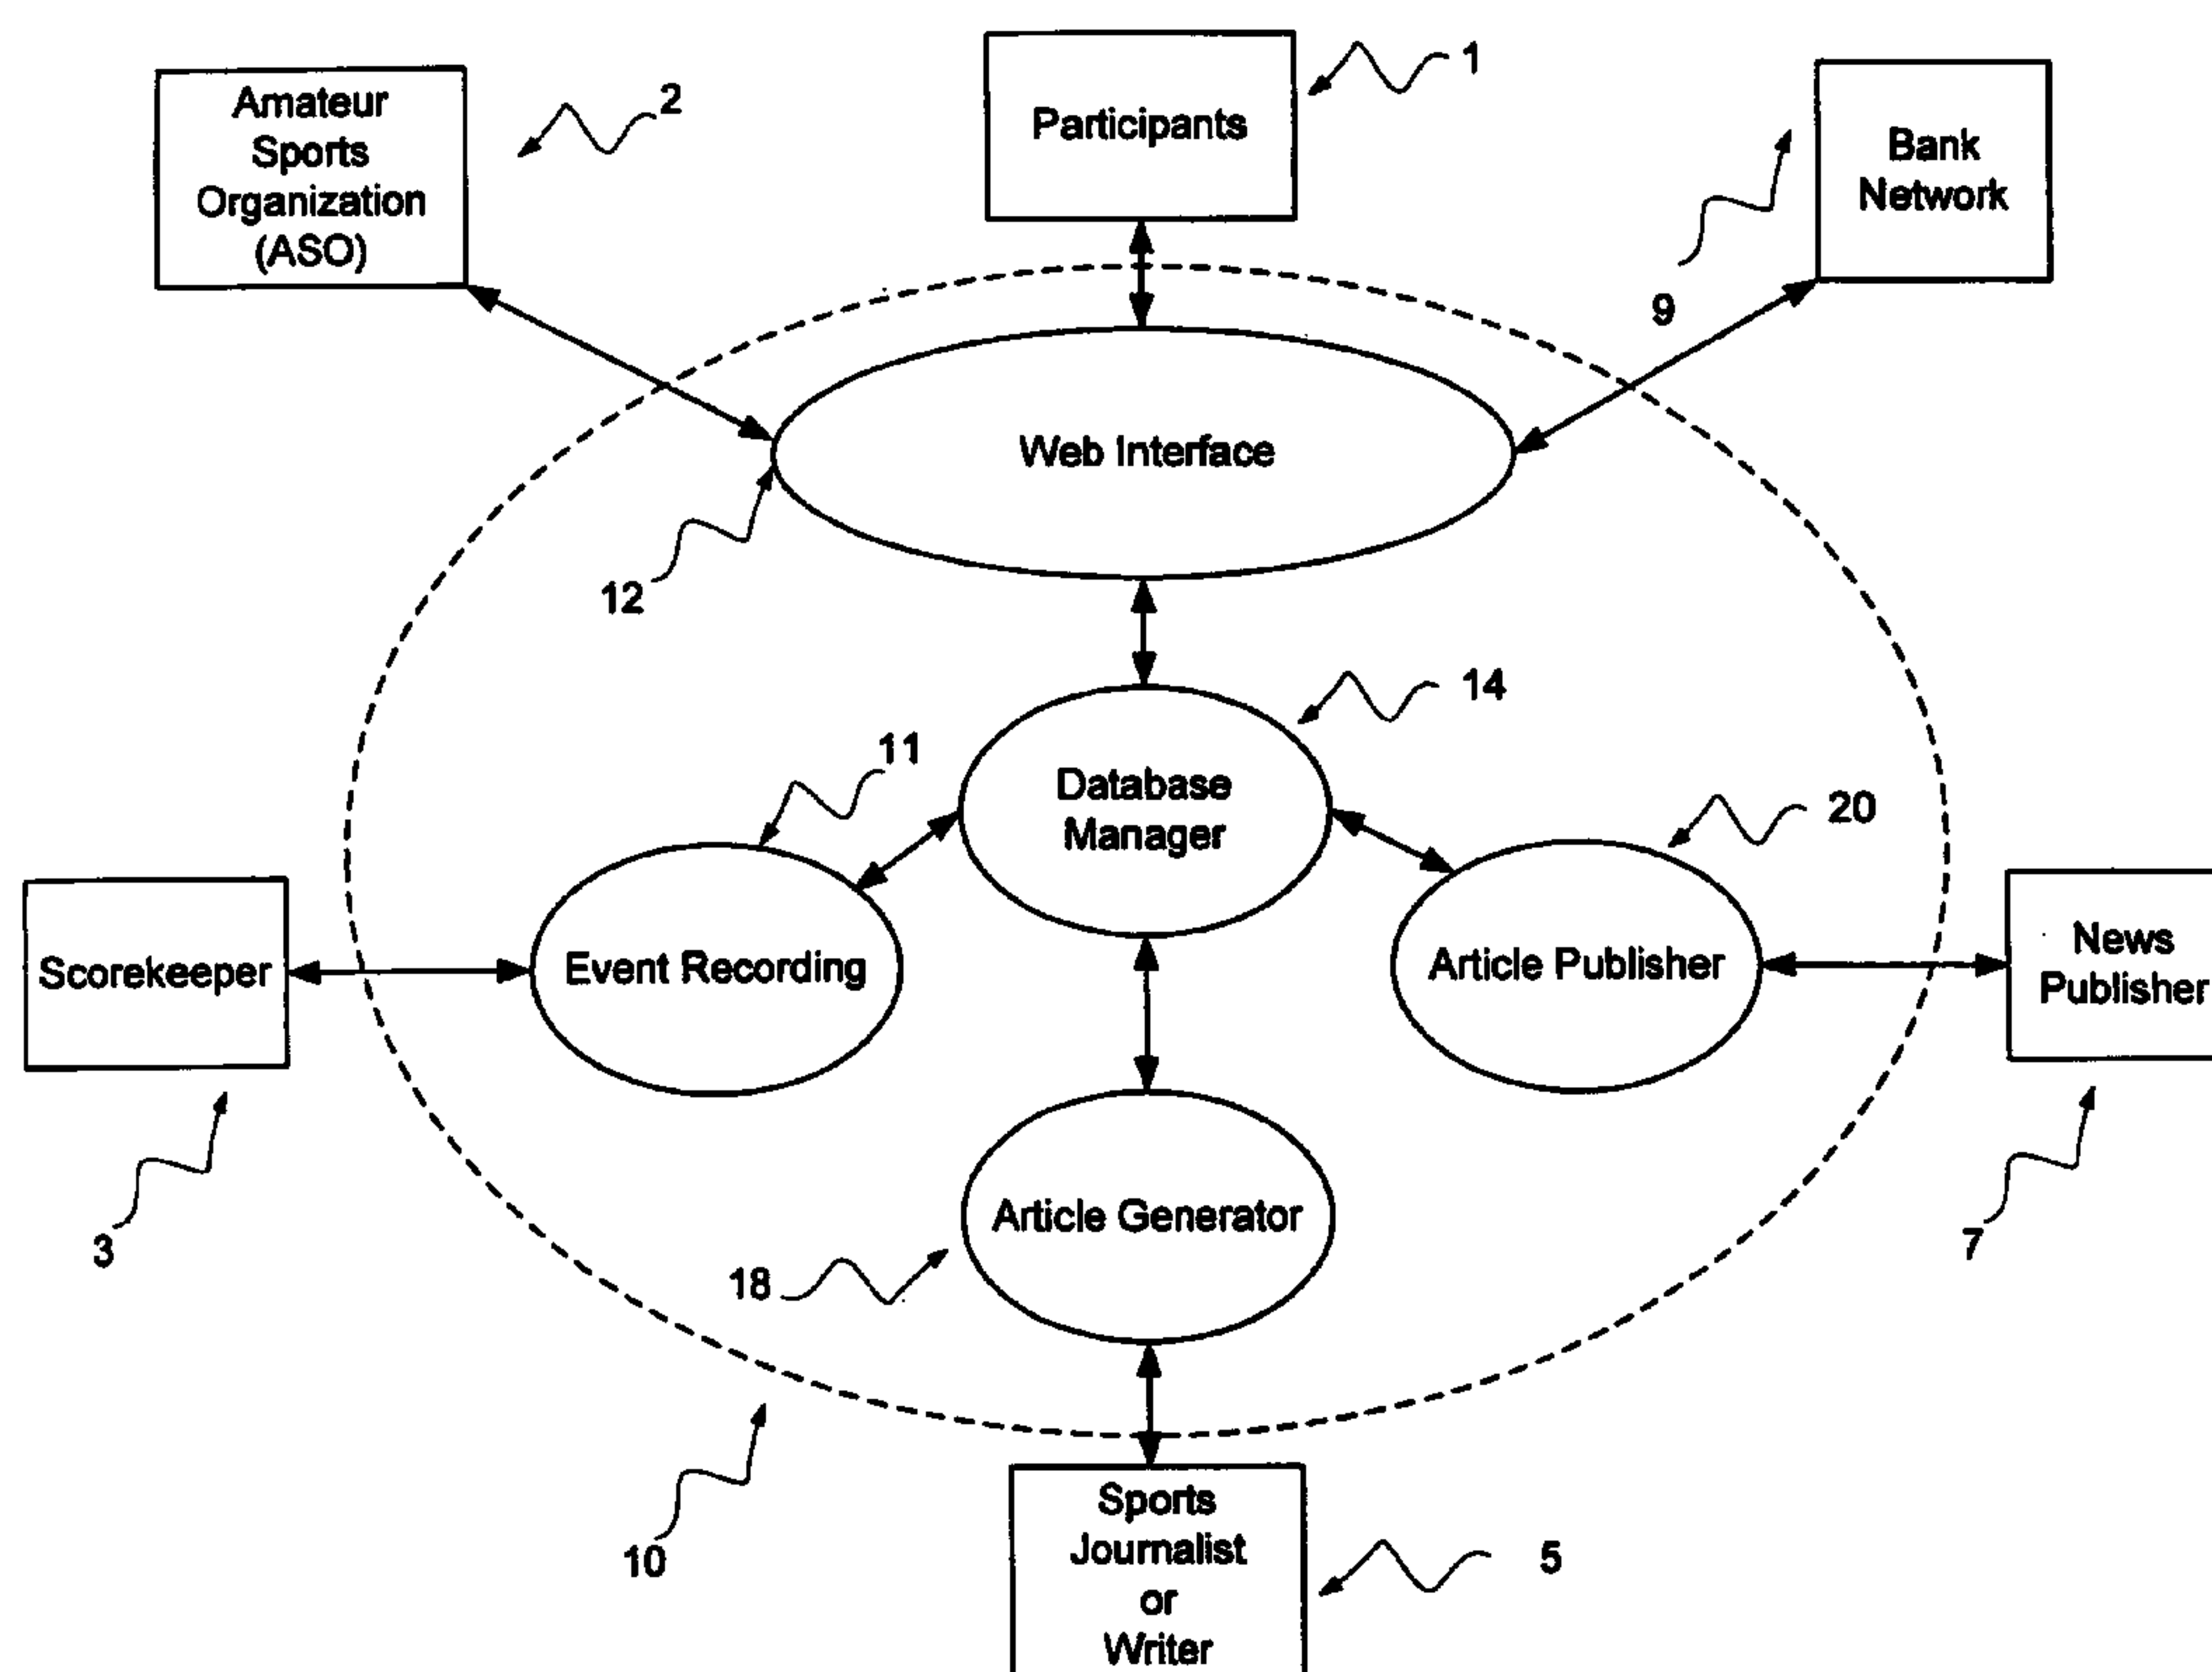 1
Participants
2
Amateur
Sports
Organization
(ASO)
Bank
Network
9
Web Interface
12
14
Database
Manager
11
20
Scorekeeper
Event Recording
Article Publisher
News
Publisher
3
Article Generator
18
7
10
Sports
Journalist
or
Writer
5